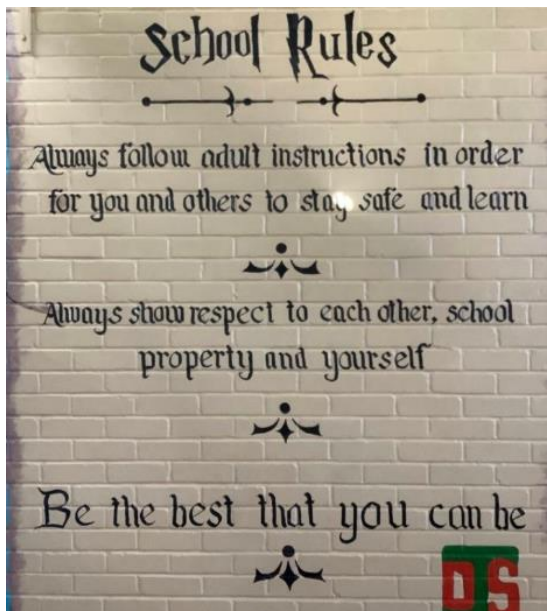 School Rules
Always follow adult instructions in order
for you and others to stay safe and learn
Always show respect to each other, school
property and yourself
Be the best that you can be
DTS